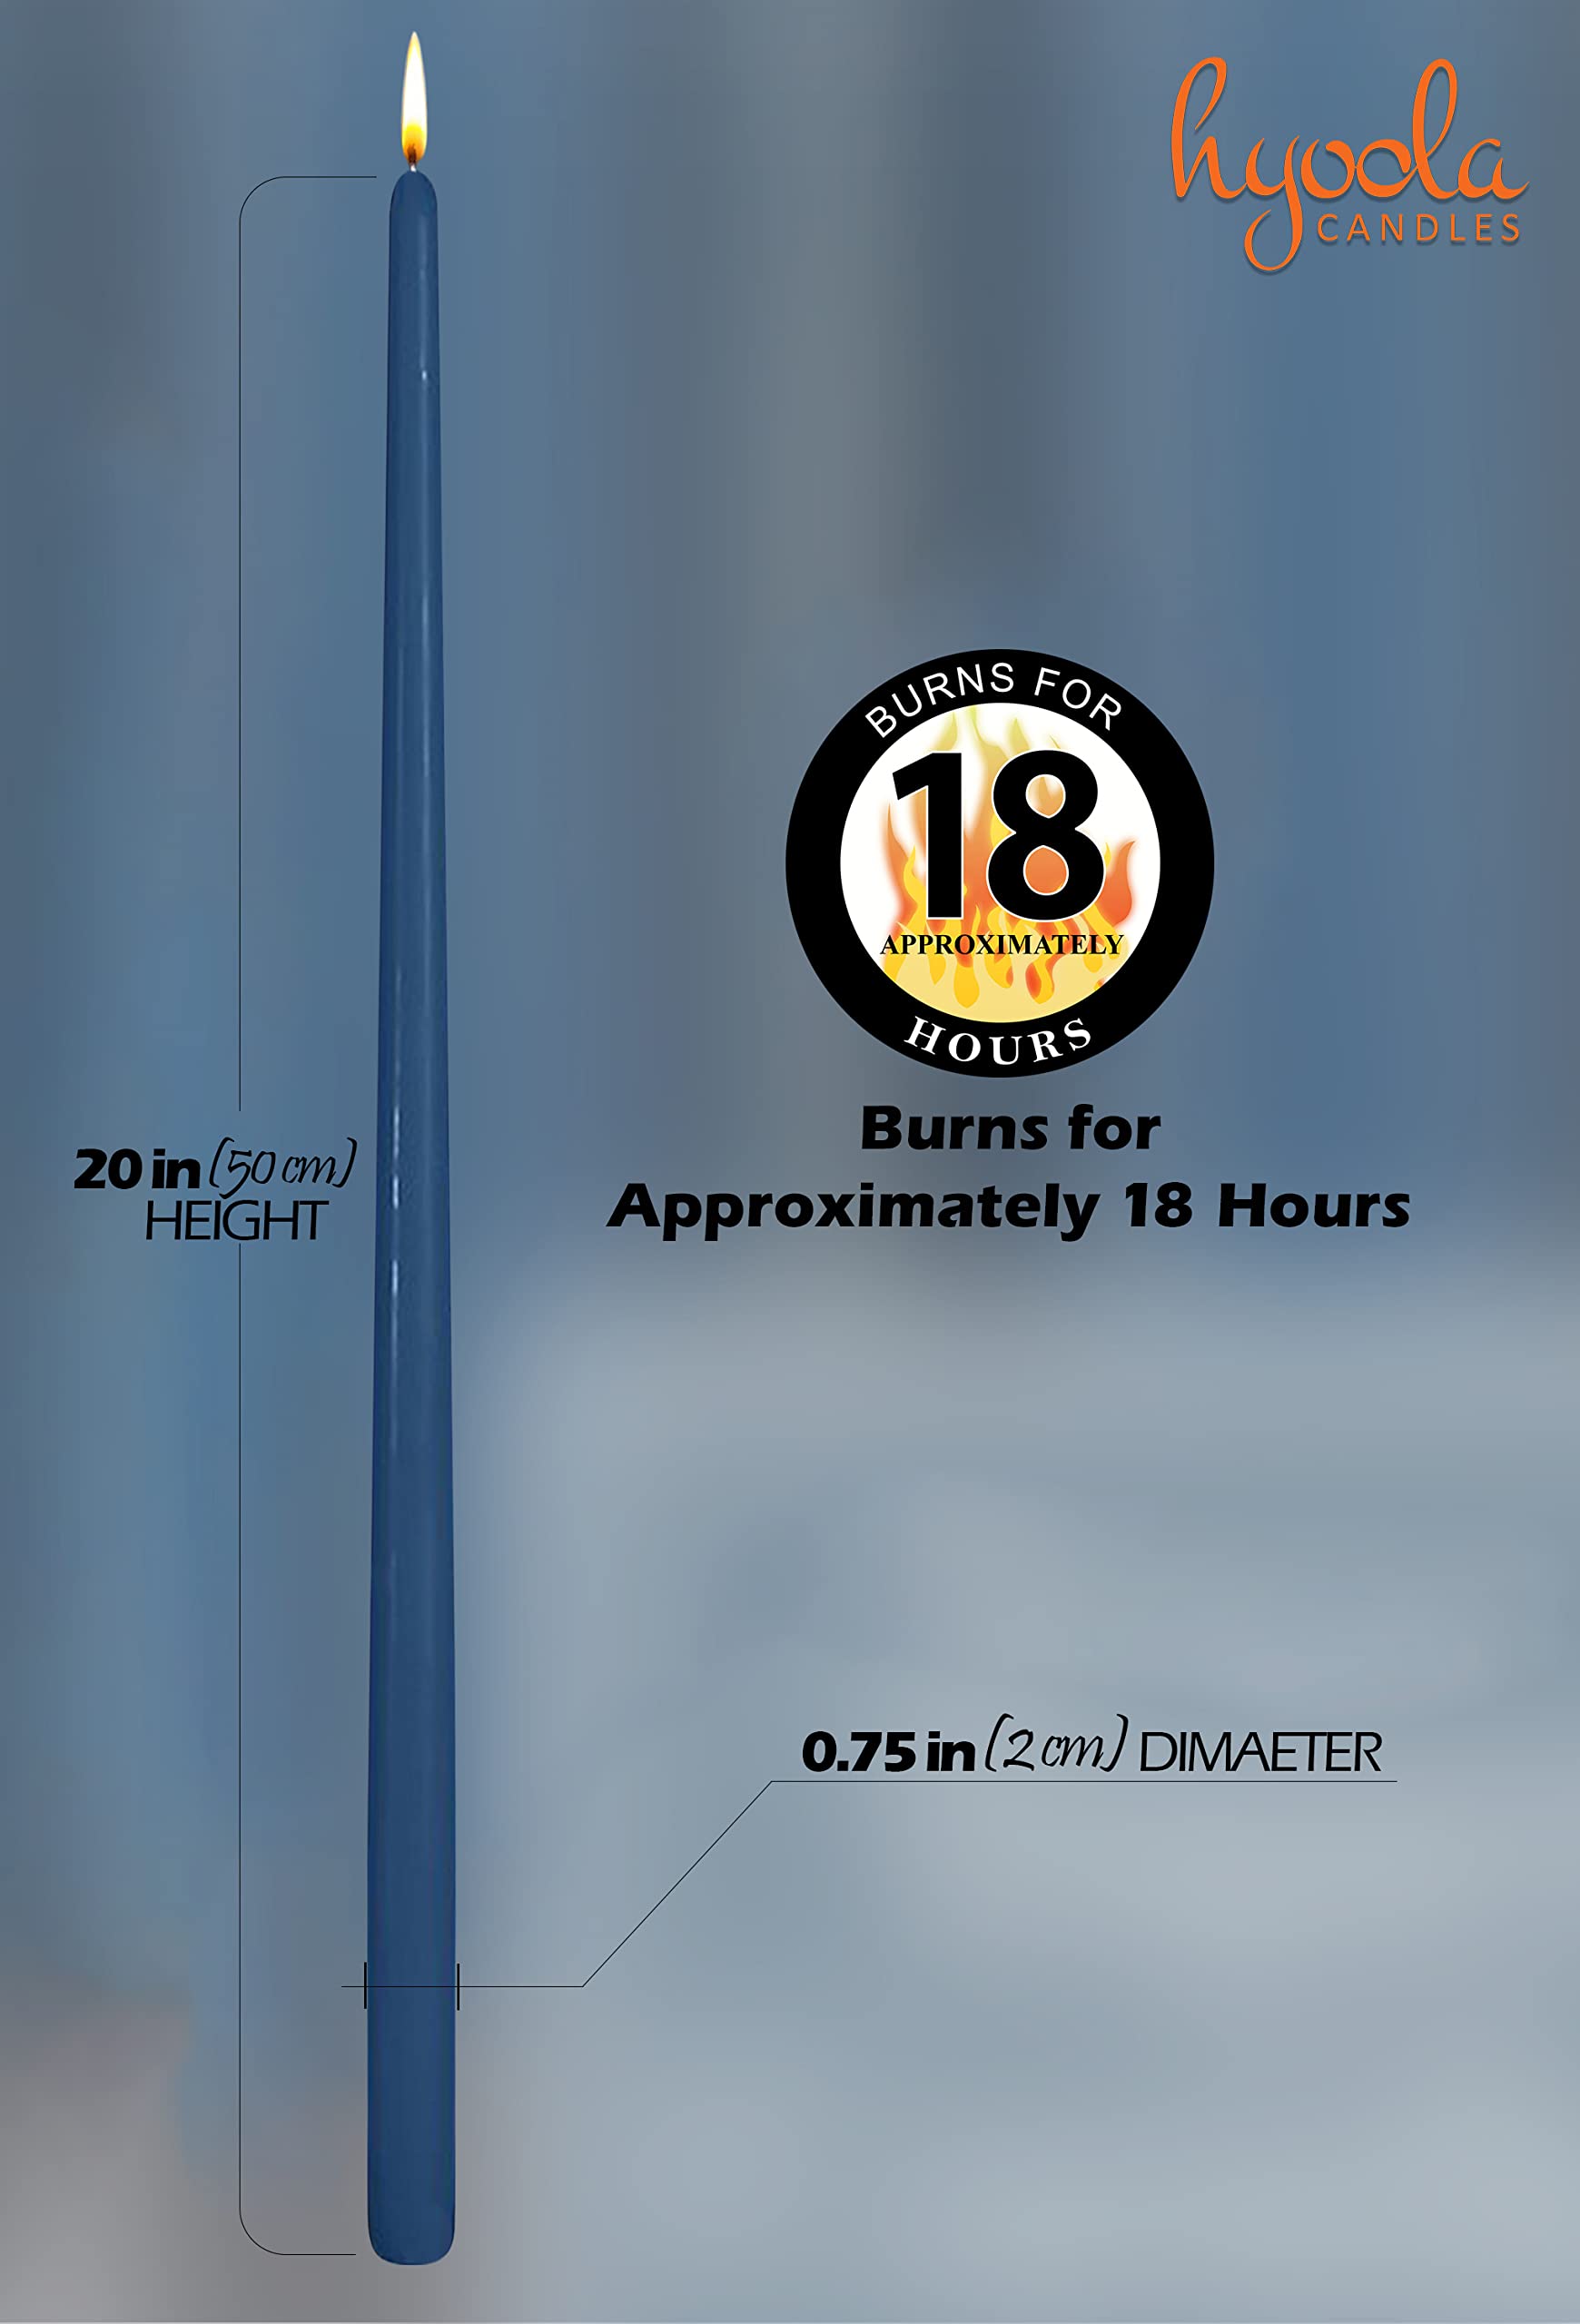 hyoola
CANDLES
BURNS FOR
18
APPROXIMATELY
HOURS
Burns for
Approximately 18 Hours
20 in (50 cm)
HEIGHT
0.75 in (2 cm) DIMAETER